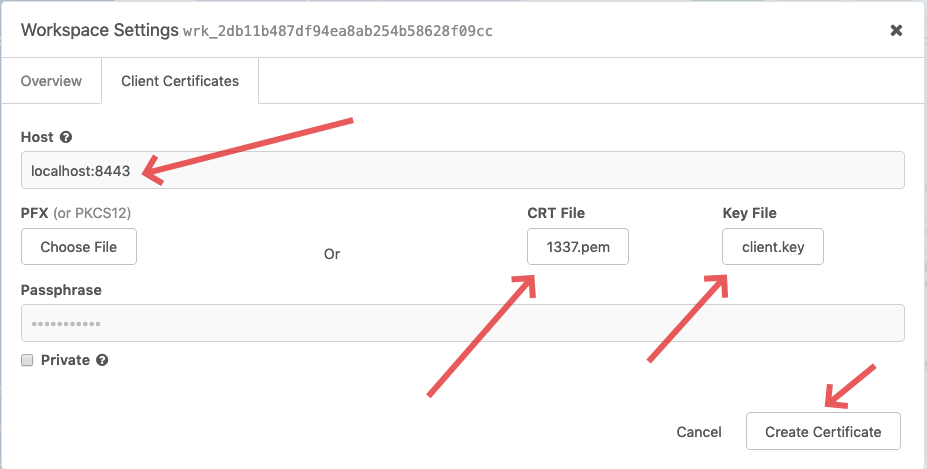 Workspace Settings wrk_2db11b487df94ea8ab254b58628f09cc
Overview Client Certificates
Host
localhost:8443
PFX (or PKCS12) CRT File Key File
Choose File Or 1337.pem client.key
Passphrase
•••••••••••
Private
Cancel Create Certificate